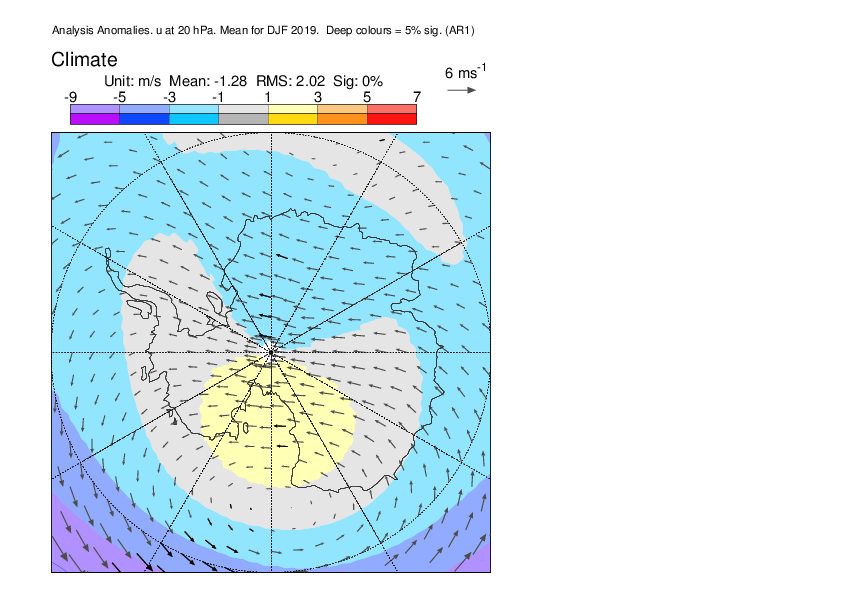 Analysis Anomalies. u at 20 hPa. Mean for DJF 2019. Deep colours = 5% sig. (AR1)
Climate
Unit: m/s Mean: -1.28 RMS: 2.02 Sig: 0%
6 ms-1
-9 -5 -3 -1 1 3 5 7